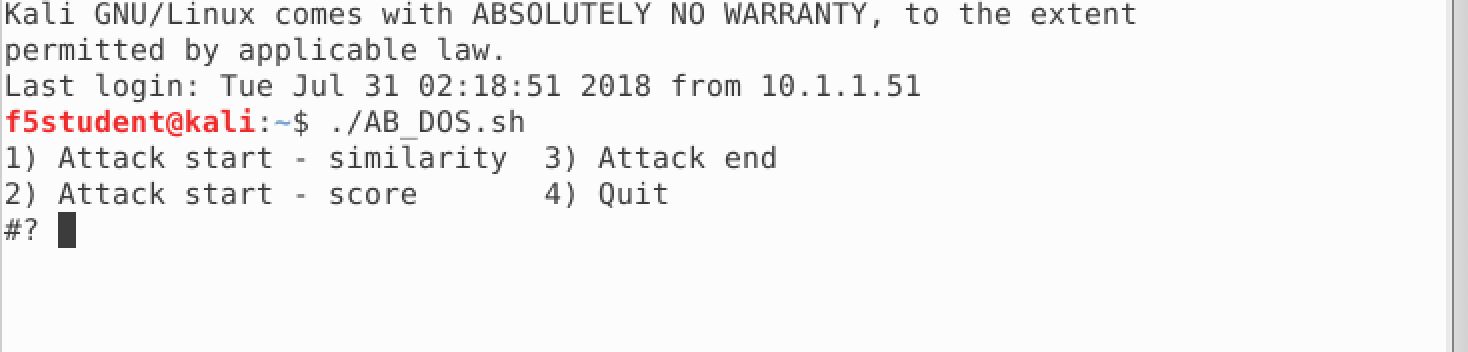 Kali GNU/Linux comes with ABSOLUTELY NO WARRANTY, to the extent
permitted by applicable law.
Last login: Tue Jul 31 02:18:51 2018 from 10.1.1.51
f5student@kali:~$ ./AB_DOS.sh
1) Attack start - similarity  3) Attack end
2) Attack start - score       4) Quit
#?